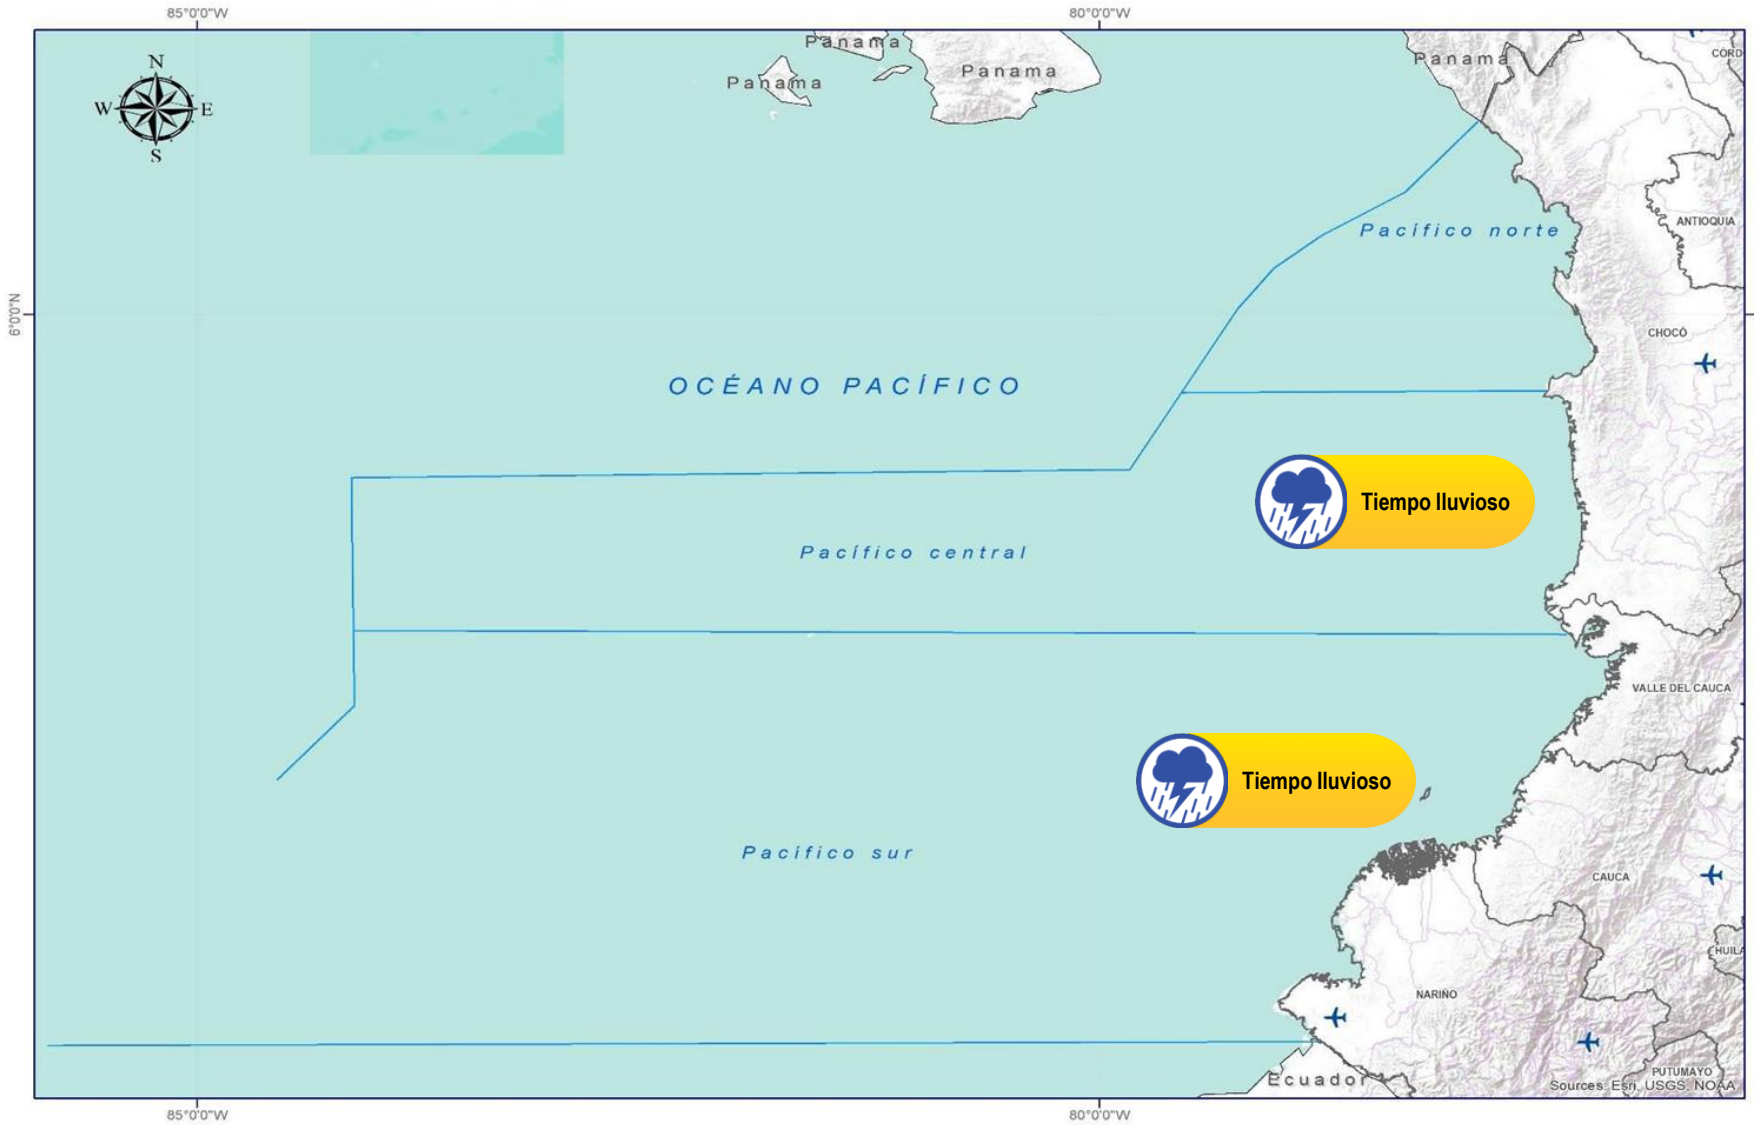 85°0'0"W
80°0'0"W
Panama
Panama
Panama
Panama
CORD
N
W
E
S
ANTIOQUIA
Pacífico norte
6°0'0"N
CHOCÓ
OCÉANO PACÍFICO
Tiempo lluvioso
Pacífico central
VALLE DEL CAUCA
Tiempo lluvioso
Pacífico sur
CAUCA
HUILA
NARIÑO
PUTUMAYO
Ecuador
Sources: Esri, USGS, NOAA
85°0'0"W
80°0'0"W